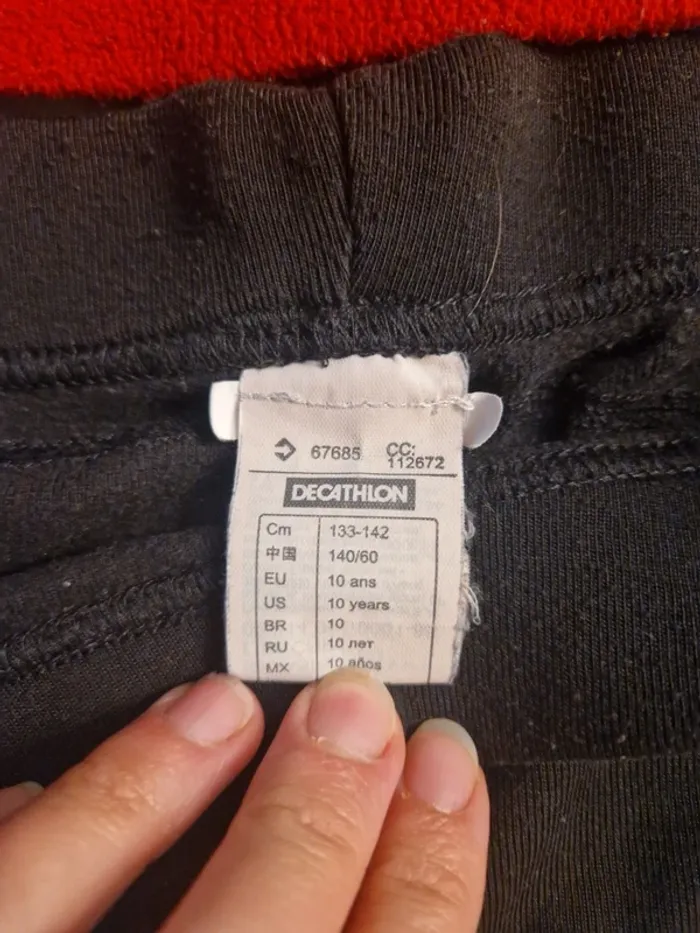 67685 CC:
112672
DECATHLON
Cm 133-142
中国 140/60
EU 10 ans
US 10 years
BR 10
RU 10 лет
MX 10 años